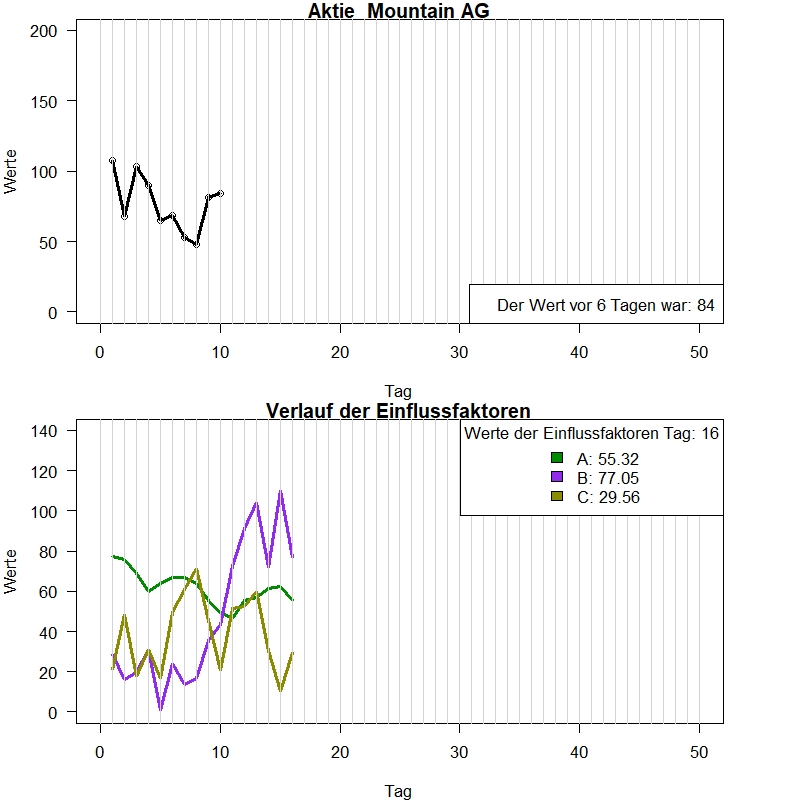 Aktie  Mountain AG
Werte
200
150
100
50
0
Der Wert vor 6 Tagen war: 84
0 10 20 30 40 50
Tag
Verlauf der Einflussfaktoren
Werte
140
120
100
80
60
40
20
0
Werte der Einflussfaktoren Tag: 16
A: 55.32
B: 77.05
C: 29.56
0 10 20 30 40 50
Tag